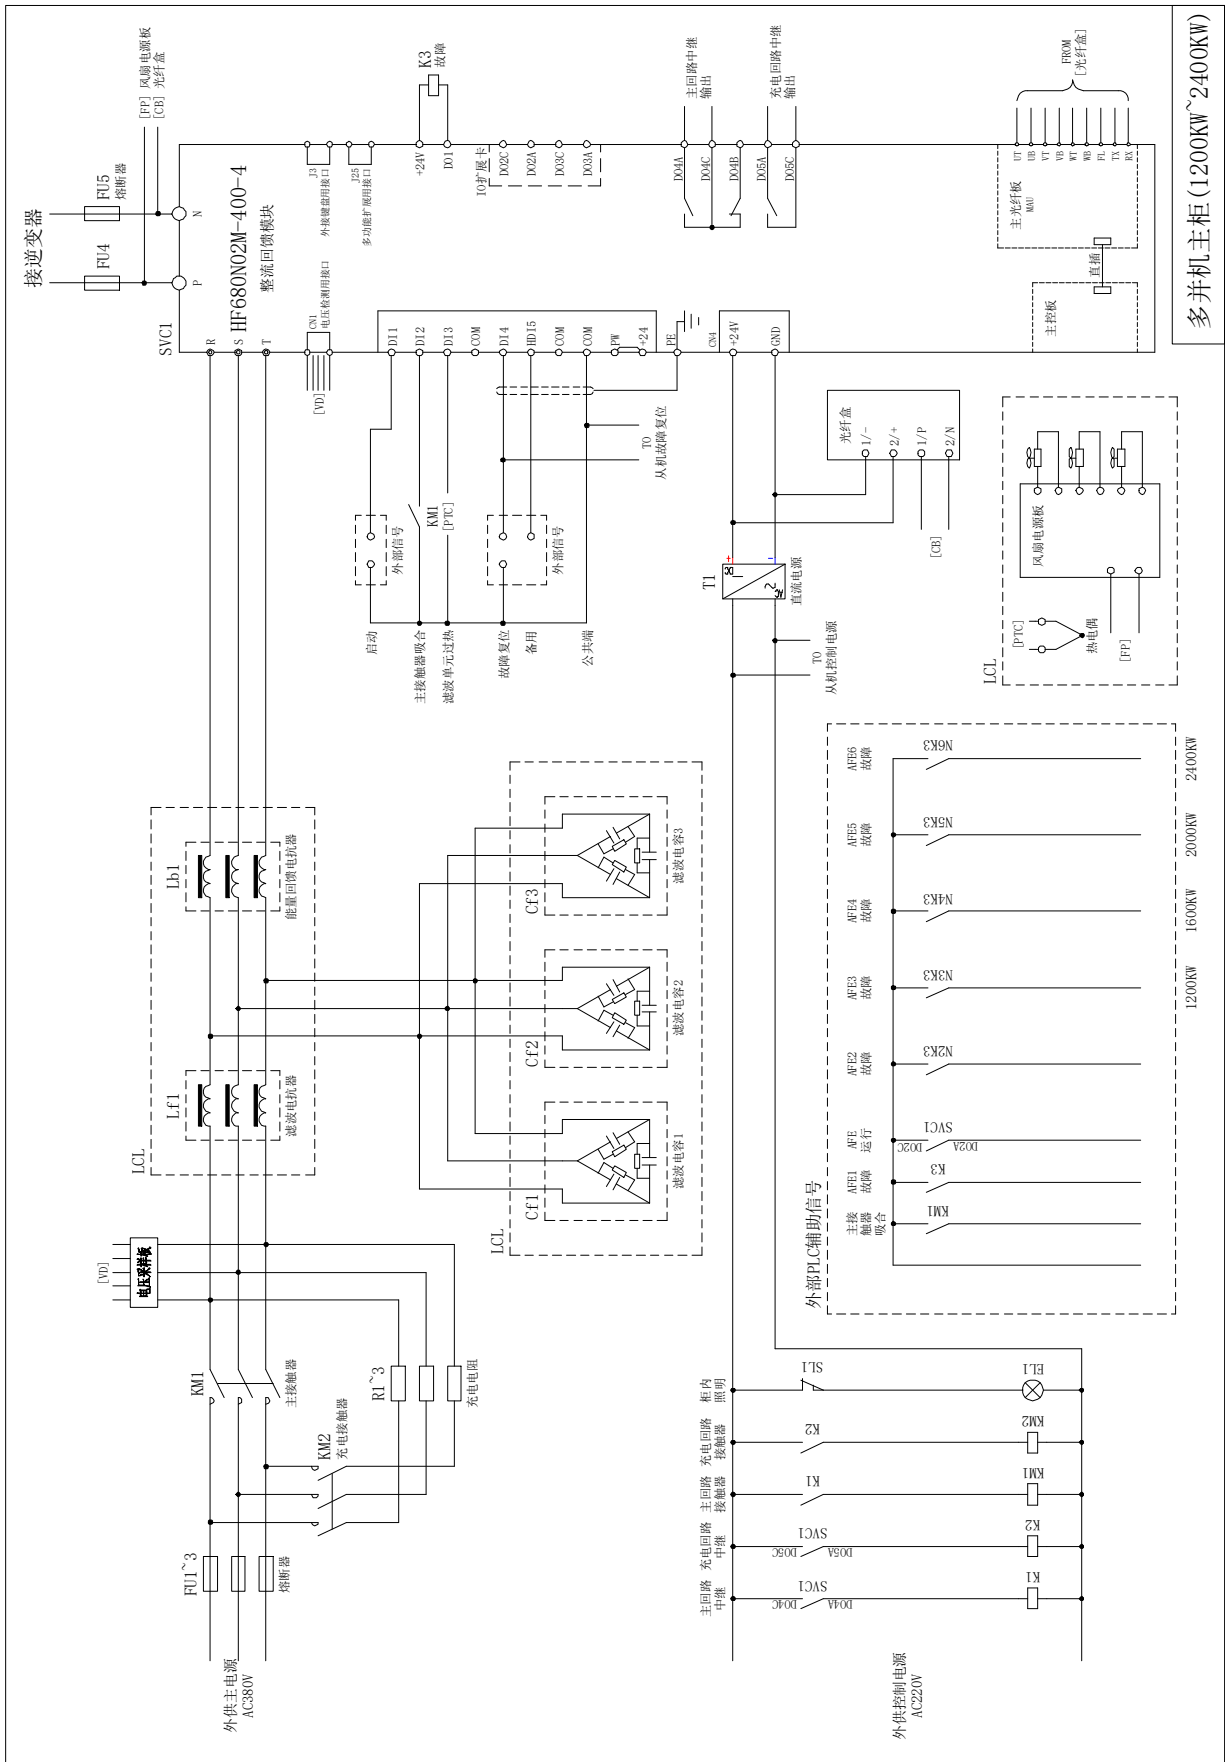 多并机主柜(1200KW~2400KW)
外供主电源
AC380V
FU1~3
熔断器
KM2
充电接触器
KM1
主接触器
R1~3
充电电阻
[VD]
电压采样板
LCL
Lf1
滤波电抗器
Lb1
能量回馈电抗器
LCL
Cf1
滤波电容1
Cf2
滤波电容2
Cf3
滤波电容3
接逆变器
FU4
FU5
熔断器
[FP] 风扇电源板
[CB] 光纤盒
SVC1
HF680N02M-400-4
整流回馈模块
P
N
R
S
T
CN1
电压检测用接口
[VD]
J3
外接键盘用接口
J25
多功能扩展用接口
K3
故障
+24V
DO1
IO扩展卡
DO2C
DO2A
DO3C
DO3A
主回路中继
输出
DO4A
DO4C
DO4B
充电回路中继
输出
DO5A
DO5C
DI1
DI2
DI3
COM
DI4
HDI5
COM
COM
PW
+24
PE
CN4
+24V
GND
启动
外部信号
主接触器吸合
KM1
滤波单元过热
[PTC]
故障复位
备用
外部信号
公共端
TO
从机故障复位
主控板
直插
主光纤板
MAU
UT
UB
VT
VB
WT
WB
FL
TX
RX
FROM
[光纤盒]
T1
DC
AC
+
-
直流电源
TO
从机控制电源
光纤盒
1/-
2/+
1/P
2/N
[CB]
LCL
[PTC]
热电偶
[FP]
风扇电源板
外供控制电源
AC220V
主回路
中继
SVC1
DO4C
DO4A
K1
充电回路
中继
SVC1
DO5C
DO5A
K2
主回路
接触器
K1
KM1
充电回路
接触器
K2
KM2
柜内
照明
SL1
EL1
外部PLC辅助信号
主接
触器
吸合
KM1
AFE1
故障
K3
AFE
运行
SVC1
DO2C
DO2A
AFE2
故障
N2K3
AFE3
故障
N3K3
1200KW
AFE4
故障
N4K3
1600KW
AFE5
故障
N5K3
2000KW
AFE6
故障
N6K3
2400KW